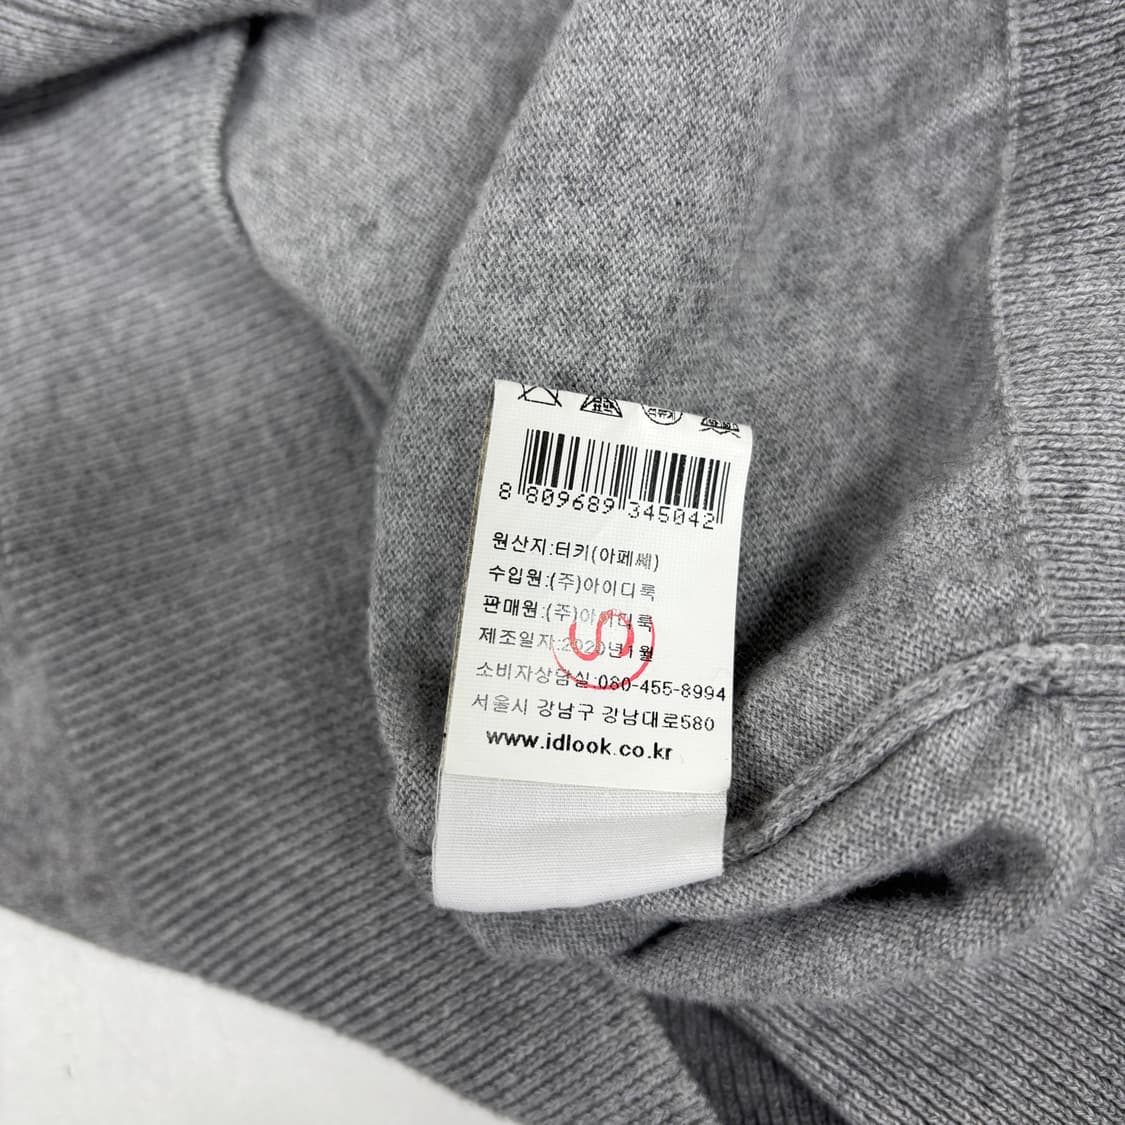 8 809689 345042
원산지:터키(아페쎄)
수입원:(주)아이디룩
판매원:(주)아이디룩
제조일자:2020년1월
S
소비자상담실:080-455-8994
서울시 강남구 강남대로580
www.idlook.co.kr